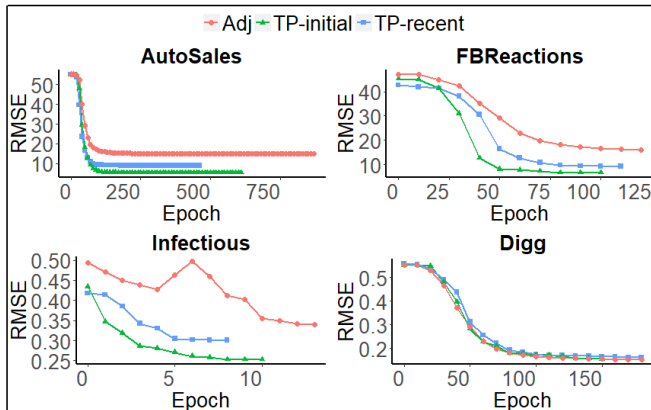 Adj TP-initial TP-recent
AutoSales
FBReactions
RMSE
50
40
30
20
10
0 250 500 750
Epoch
RMSE
40
30
20
10
0 25 50 75 100 125
Epoch
Infectious
Digg
RMSE
0.50
0.45
0.40
0.35
0.30
0.25
0 5 10
Epoch
RMSE
0.5
0.4
0.3
0.2
0 50 100 150
Epoch